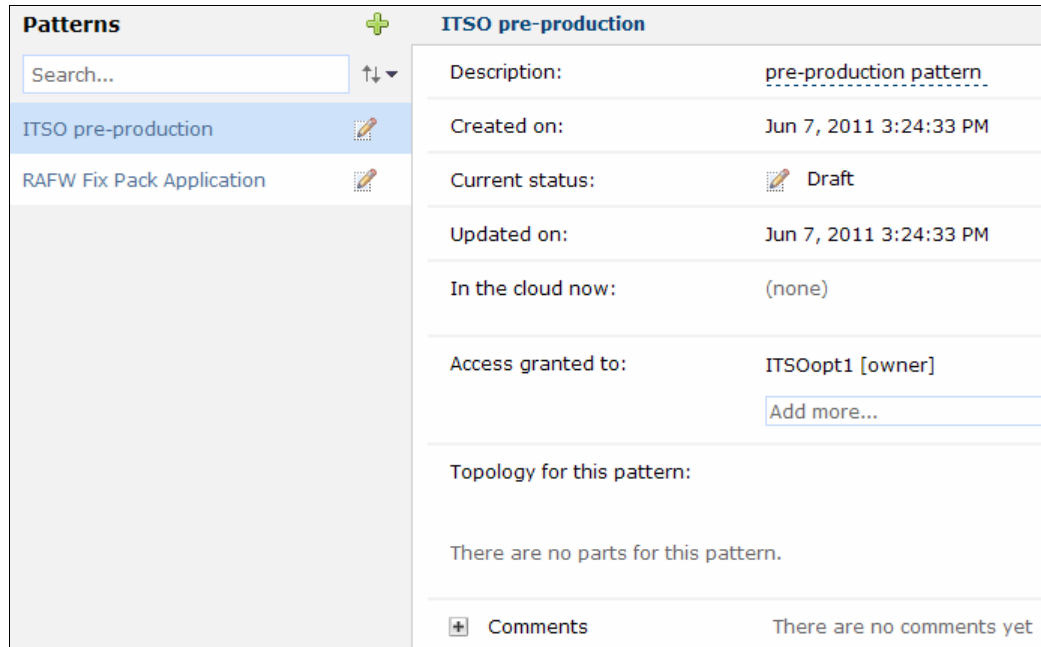 Patterns
Search...
ITSO pre-production
RAFW Fix Pack Application
ITSO pre-production
Description: pre-production pattern
Created on: Jun 7, 2011 3:24:33 PM
Current status: Draft
Updated on: Jun 7, 2011 3:24:33 PM
In the cloud now: (none)
Access granted to: ITSOopt1 [owner]
Add more...
Topology for this pattern:
There are no parts for this pattern.
Comments There are no comments yet